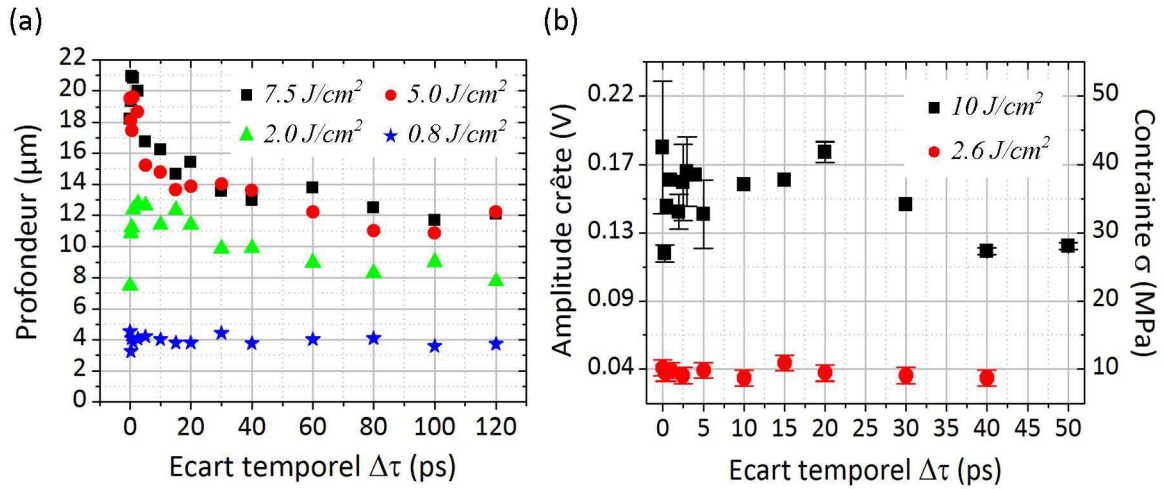 (a)
Profondeur (µm)
22
20
18
16
14
12
10
8
6
4
2
0
7.5 J/cm²
5.0 J/cm²
2.0 J/cm²
0.8 J/cm²
0 20 40 60 80 100 120
Ecart temporel Δτ (ps)
(b)
Amplitude crête (V)
0.22
0.17
0.13
0.09
0.04
10 J/cm²
2.6 J/cm²
50
40
30
20
10
0
Contrainte σ (MPa)
0 5 10 15 20 25 30 35 40 45 50
Ecart temporel Δτ (ps)